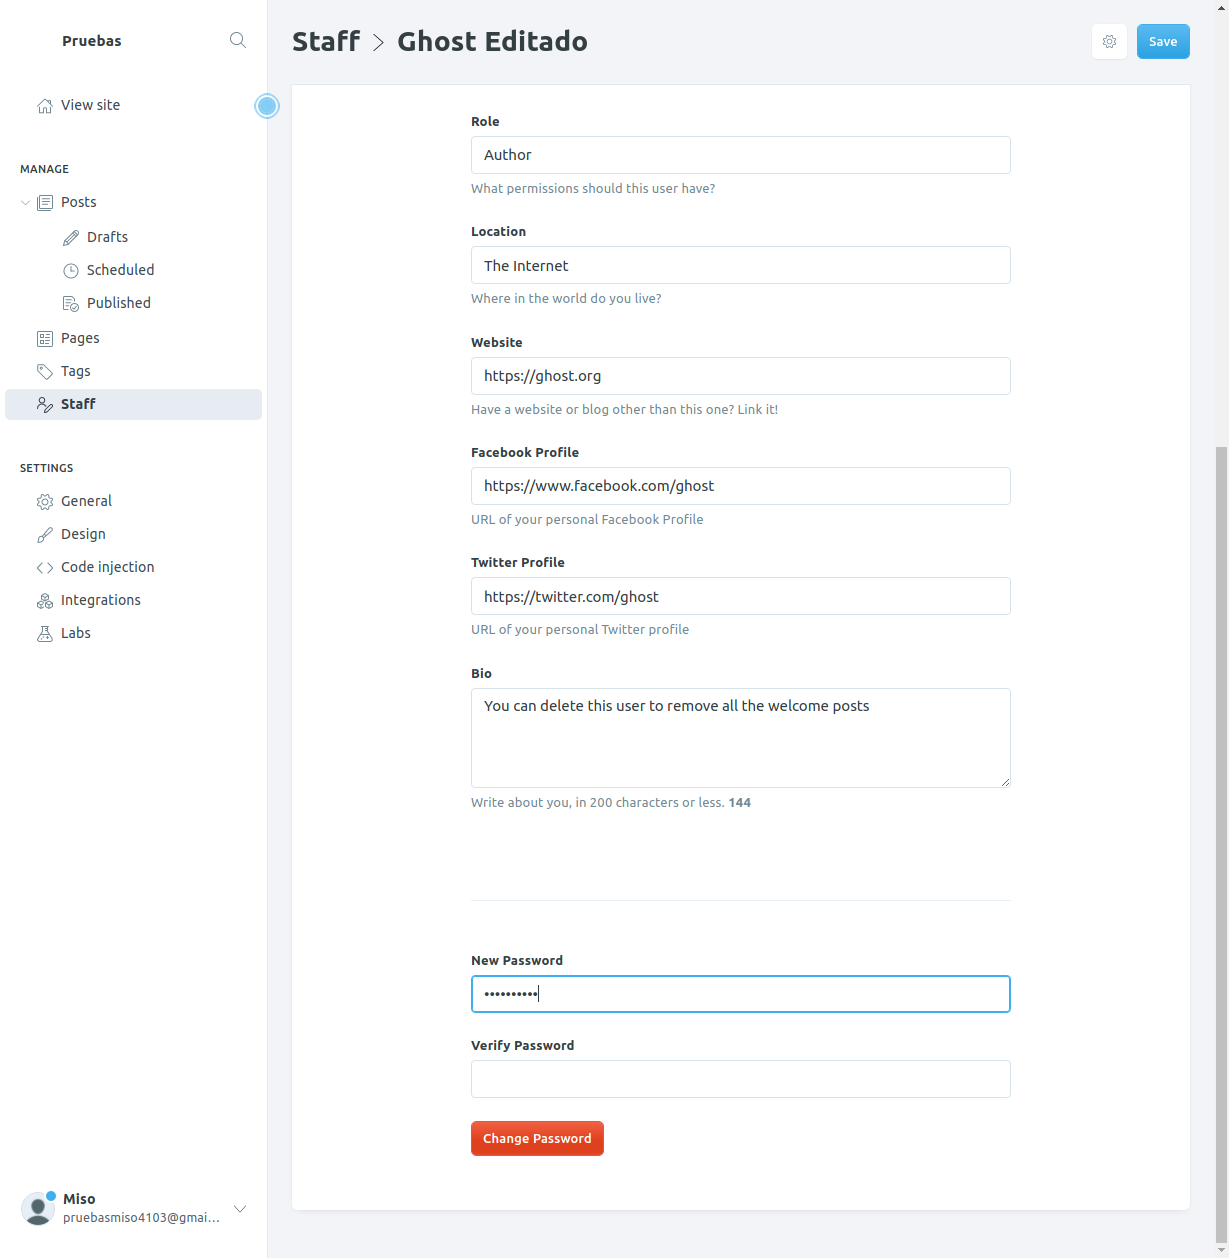 Pruebas
View site
MANAGE
Posts
Drafts
Scheduled
Published
Pages
Tags
Staff
SETTINGS
General
Design
Code injection
Integrations
Labs
Miso
pruebasmiso4103@gmai...
Staff > Ghost Editado
Save
Role
Author
What permissions should this user have?
Location
The Internet
Where in the world do you live?
Website
https://ghost.org
Have a website or blog other than this one? Link it!
Facebook Profile
https://www.facebook.com/ghost
URL of your personal Facebook Profile
Twitter Profile
https://twitter.com/ghost
URL of your personal Twitter profile
Bio
You can delete this user to remove all the welcome posts
Write about you, in 200 characters or less. 144
New Password
••••••••••
Verify Password
Change Password